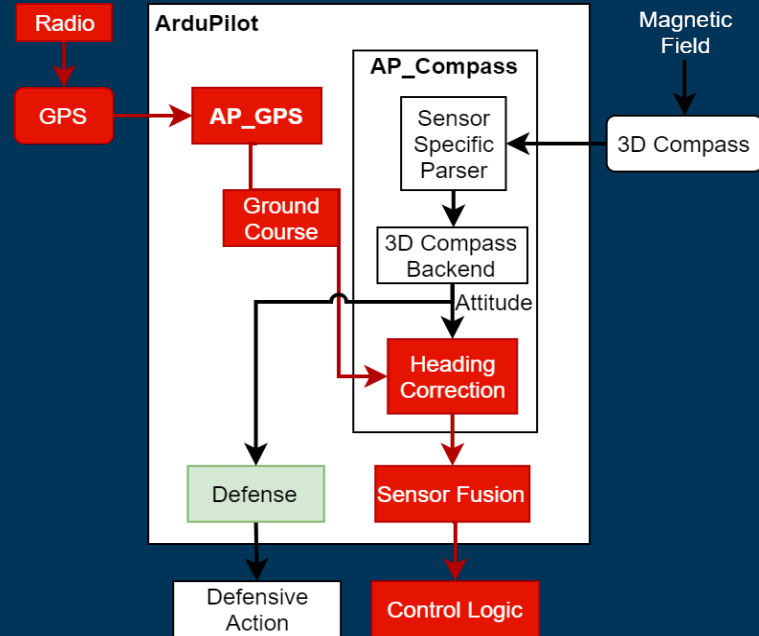 Radio
ArduPilot
Magnetic
Field
AP_Compass
GPS
AP_GPS
Sensor
Specific
Parser
3D Compass
Ground
Course
3D Compass
Backend
Attitude
Heading
Correction
Defense
Sensor Fusion
Defensive
Action
Control Logic